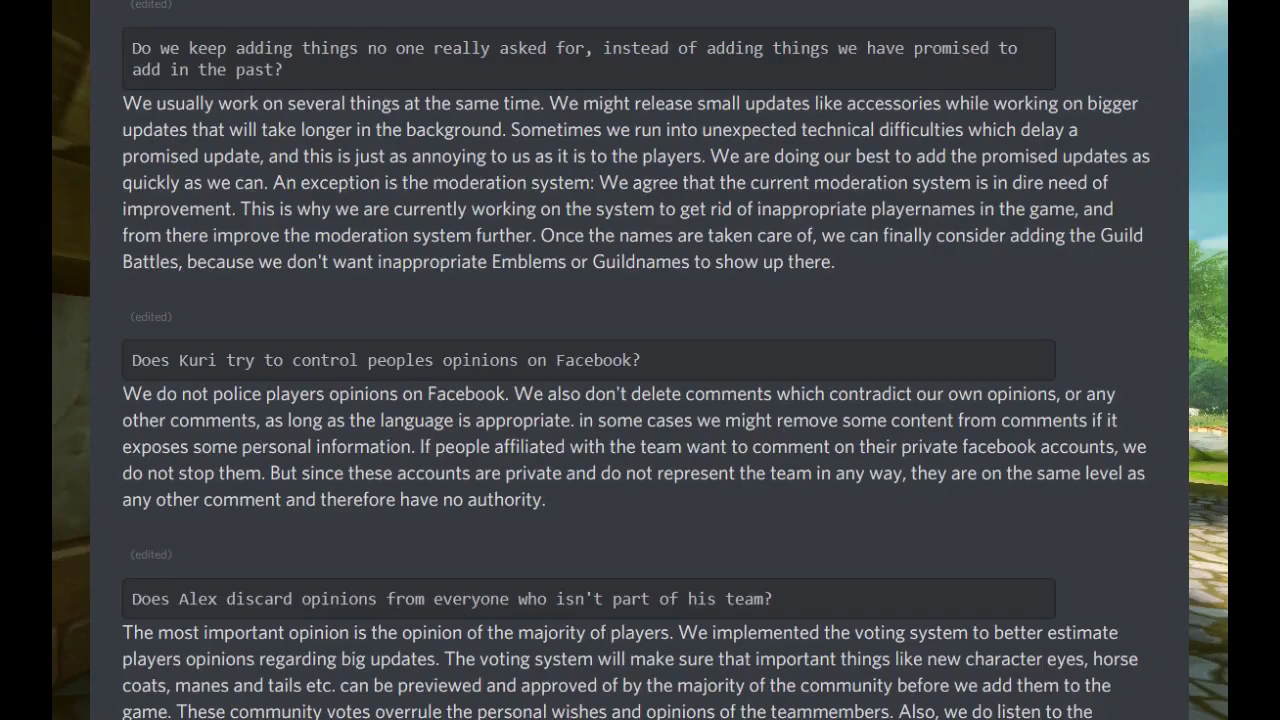 (edited)
Do we keep adding things no one really asked for, instead of adding things we have promised to
add in the past?
We usually work on several things at the same time. We might release small updates like accessories while working on bigger
updates that will take longer in the background. Sometimes we run into unexpected technical difficulties which delay a
promised update, and this is just as annoying to us as it is to the players. We are doing our best to add the promised updates as
quickly as we can. An exception is the moderation system: We agree that the current moderation system is in dire need of
improvement. This is why we are currently working on the system to get rid of inappropriate playernames in the game, and
from there improve the moderation system further. Once the names are taken care of, we can finally consider adding the Guild
Battles, because we don't want inappropriate Emblems or Guildnames to show up there.
(edited)
Does Kuri try to control peoples opinions on Facebook?
We do not police players opinions on Facebook. We also don't delete comments which contradict our own opinions, or any
other comments, as long as the language is appropriate. in some cases we might remove some content from comments if it
exposes some personal information. If people affiliated with the team want to comment on their private facebook accounts, we
do not stop them. But since these accounts are private and do not represent the team in any way, they are on the same level as
any other comment and therefore have no authority.
(edited)
Does Alex discard opinions from everyone who isn't part of his team?
The most important opinion is the opinion of the majority of players. We implemented the voting system to better estimate
players opinions regarding big updates. The voting system will make sure that important things like new character eyes, horse
coats, manes and tails etc. can be previewed and approved of by the majority of the community before we add them to the
game. These community votes overrule the personal wishes and opinions of the teammembers. Also, we do listen to the